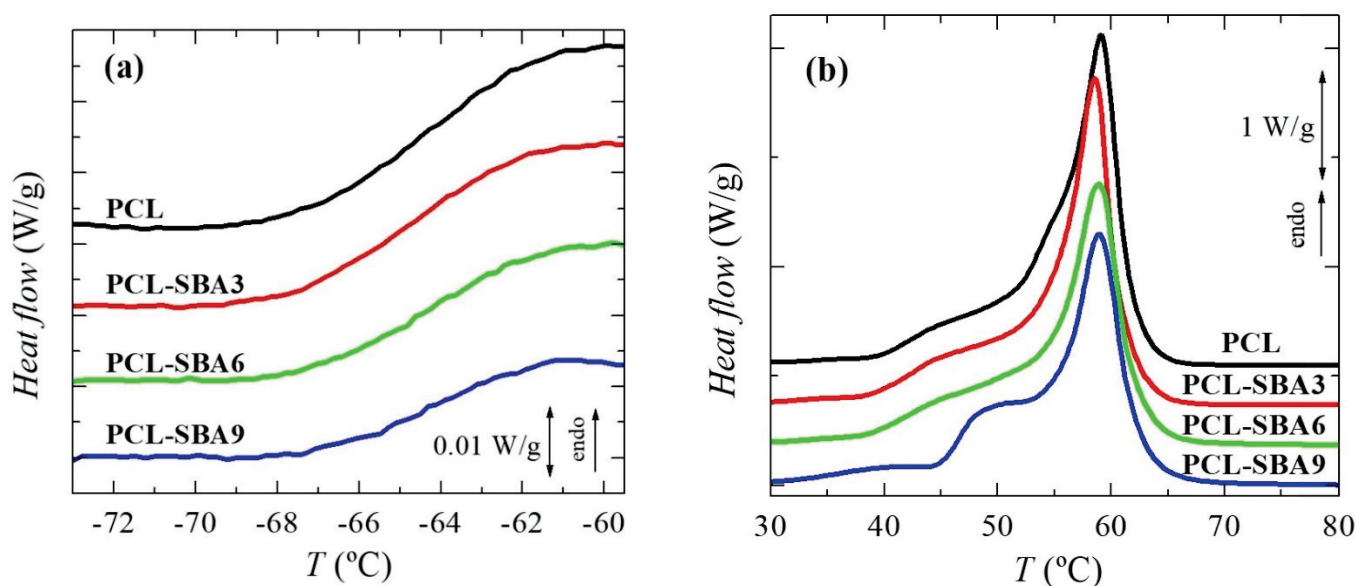 (a)
PCL
PCL-SBA3
PCL-SBA6
PCL-SBA9
0.01 W/g
endo
Heat flow (W/g)
-72 -70 -68 -66 -64 -62 -60
T (ºC)
(b)
1 W/g
endo
PCL
PCL-SBA3
PCL-SBA6
PCL-SBA9
Heat flow (W/g)
30 40 50 60 70 80
T (ºC)